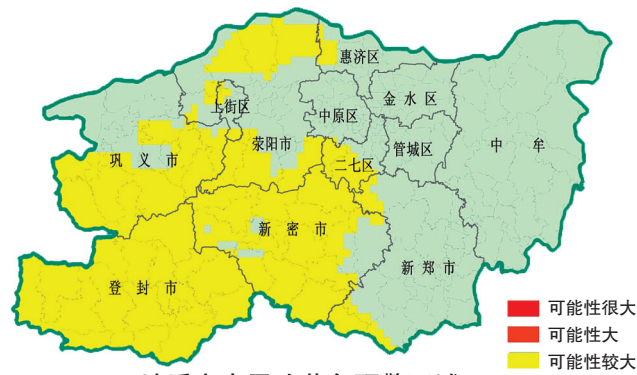 惠济区
上街区
中原区
金水区
荥阳市
二七区
管城区
中牟
巩义市
新密市
新郑市
登封市
可能性很大
可能性大
可能性较大